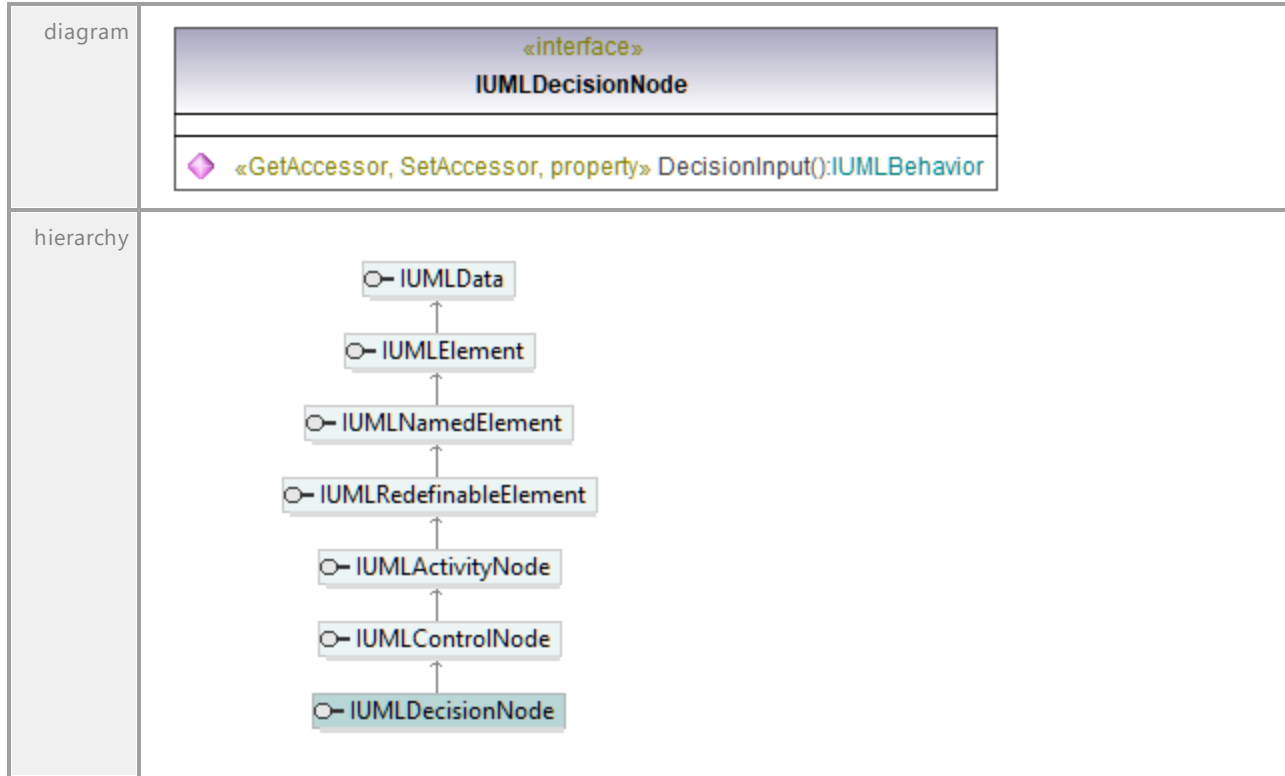 diagram
«interface»
IUMLDecisionNode
«GetAccessor, SetAccessor, property» DecisionInput():IUMLBehavior
hierarchy
IUMLData
IUMLElement
IUMLNamedElement
IUMLRedefinableElement
IUMLActivityNode
IUMLControlNode
IUMLDecisionNode